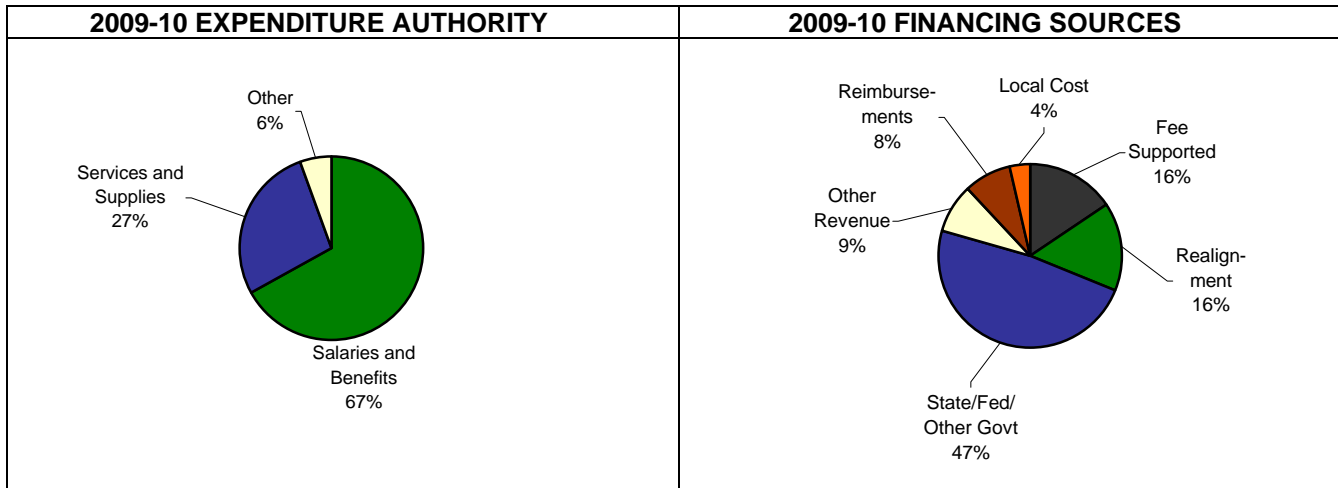 2009-10 EXPENDITURE AUTHORITY
Other
6%
Services and
Supplies
27%
Salaries and
Benefits
67%
2009-10 FINANCING SOURCES
Reimburse-
ments
8%
Local Cost
4%
Fee
Supported
16%
Other
Revenue
9%
Realign-
ment
16%
State/Fed/
Other Govt
47%